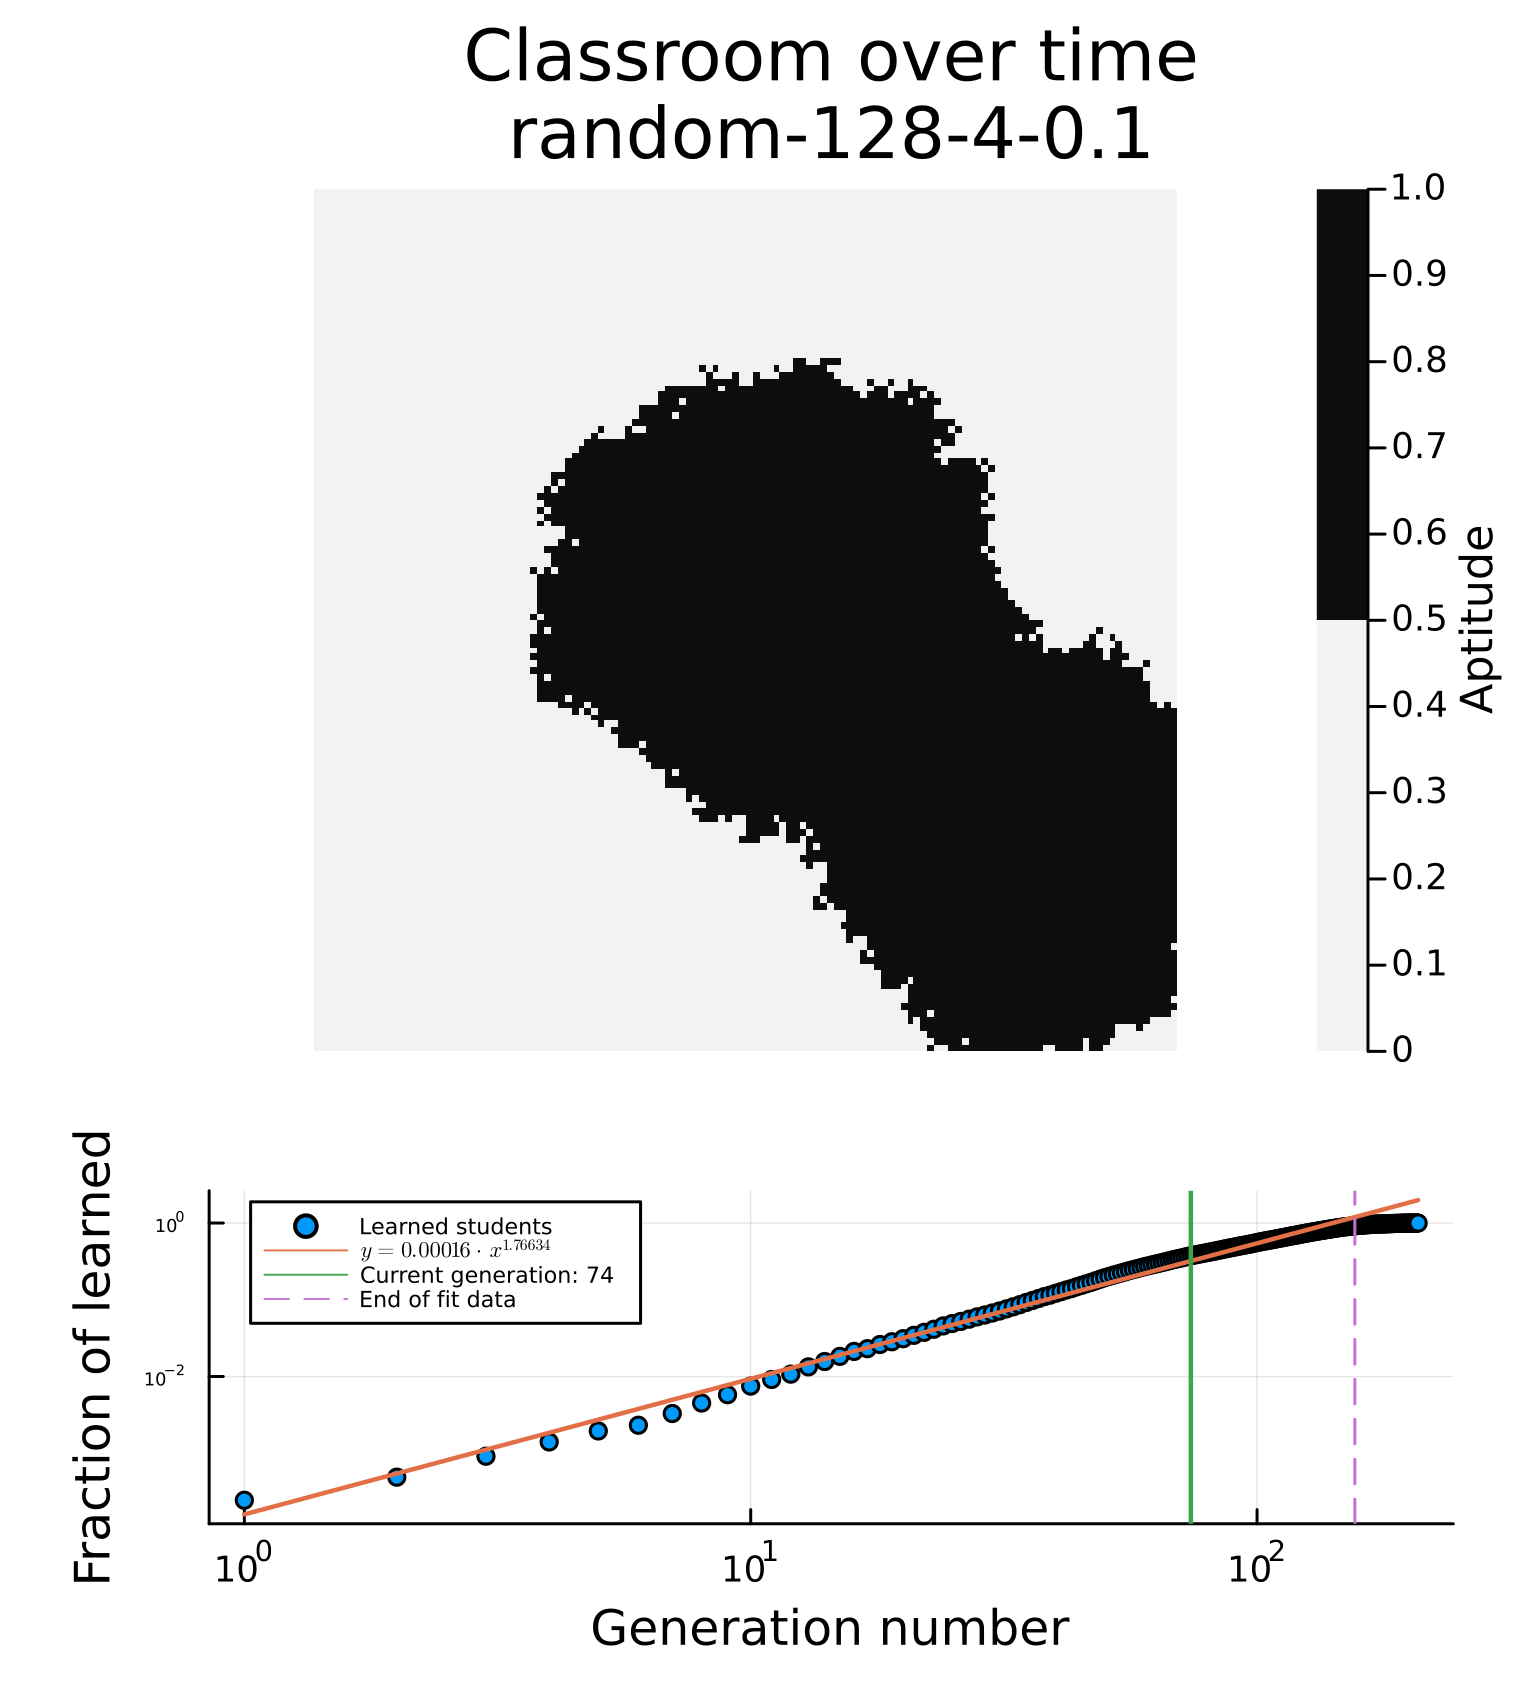 Classroom over time
random-128-4-0.1
1.0
0.9
0.8
0.7
0.6
0.5
0.4
0.3
0.2
0.1
0
Aptitude
Fraction of learned
10⁰
10⁻²
Learned students
y = 0.00016 · x^1.76634
Current generation: 74
End of fit data
10⁰
10¹
10²
Generation number